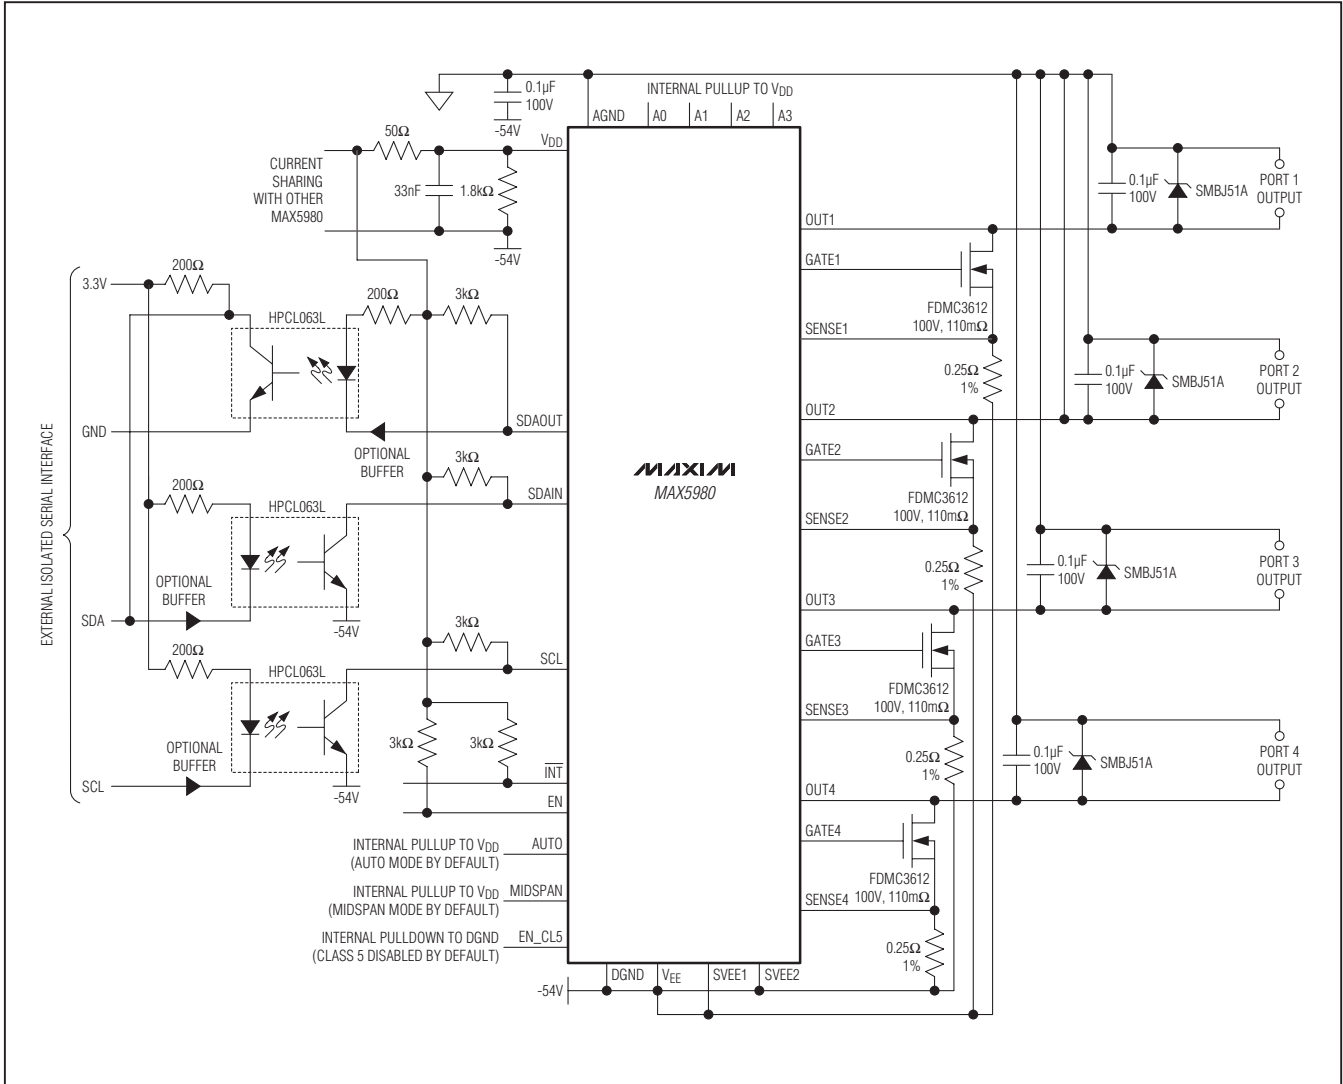 0.1µF
100V
-54V
INTERNAL PULLUP TO VDD
AGND
A0
A1
A2
A3
50Ω
VDD
CURRENT
SHARING
WITH OTHER
MAX5980
33nF
1.8kΩ
-54V
0.1µF
100V
SMBJ51A
PORT 1
OUTPUT
OUT1
GATE1
FDMC3612
100V, 110mΩ
SENSE1
0.25Ω
1%
EXTERNAL ISOLATED SERIAL INTERFACE
3.3V
200Ω
HPCL063L
200Ω
3kΩ
GND
OPTIONAL
BUFFER
SDAOUT
0.1µF
100V
SMBJ51A
PORT 2
OUTPUT
OUT2
GATE2
FDMC3612
100V, 110mΩ
SENSE2
0.25Ω
1%
MAXIM
MAX5980
200Ω
HPCL063L
3kΩ
SDAIN
OPTIONAL
BUFFER
SDA
-54V
0.1µF
100V
SMBJ51A
PORT 3
OUTPUT
OUT3
GATE3
FDMC3612
100V, 110mΩ
SENSE3
0.25Ω
1%
200Ω
HPCL063L
3kΩ
SCL
OPTIONAL
BUFFER
SCL
-54V
3kΩ
3kΩ
INT
EN
0.1µF
100V
SMBJ51A
PORT 4
OUTPUT
OUT4
GATE4
FDMC3612
100V, 110mΩ
SENSE4
0.25Ω
1%
INTERNAL PULLUP TO VDD
(AUTO MODE BY DEFAULT)
AUTO
INTERNAL PULLUP TO VDD
(MIDSPAN MODE BY DEFAULT)
MIDSPAN
INTERNAL PULLDOWN TO DGND
(CLASS 5 DISABLED BY DEFAULT)
EN_CL5
-54V
DGND
VEE
SVEE1
SVEE2